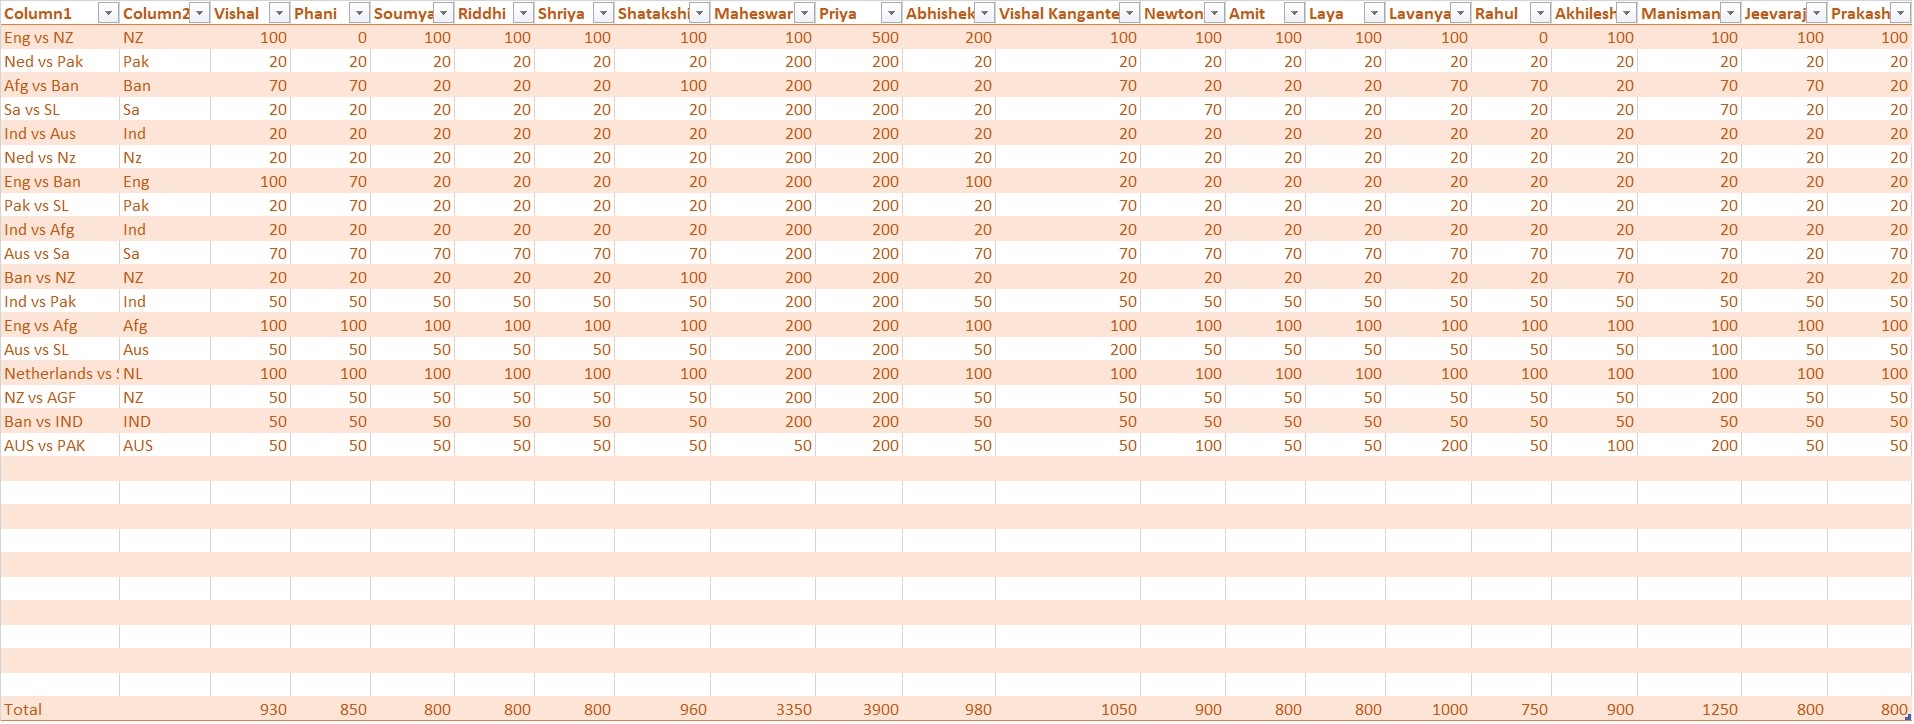 Column1 Column2 Vishal Phani Soumya Riddhi Shriya Shatakshi Maheswar Priya Abhishek Vishal Kangante Newton Amit Laya Lavanya Rahul Akhilesh Manisman Jeevaraj Prakash
Eng vs NZ NZ 100 0 100 100 100 100 100 500 200 100 100 100 100 100 0 100 100 100 100
Ned vs Pak Pak 20 20 20 20 20 20 200 200 20 20 20 20 20 20 20 20 20 20 20
Afg vs Ban Ban 70 70 20 20 20 100 200 200 20 70 20 20 20 70 70 20 70 70 20
Sa vs SL Sa 20 20 20 20 20 20 200 200 20 20 70 20 20 20 20 20 70 20 20
Ind vs Aus Ind 20 20 20 20 20 20 200 200 20 20 20 20 20 20 20 20 20 20 20
Ned vs Nz Nz 20 20 20 20 20 20 200 200 20 20 20 20 20 20 20 20 20 20 20
Eng vs Ban Eng 100 70 20 20 20 20 200 200 100 20 20 20 20 20 20 20 20 20 20
Pak vs SL Pak 20 70 20 20 20 20 200 200 20 70 20 20 20 20 20 20 20 20 20
Ind vs Afg Ind 20 20 20 20 20 20 200 200 20 20 20 20 20 20 20 20 20 20 20
Aus vs Sa Sa 70 70 70 70 70 70 200 200 70 70 70 70 70 70 70 70 70 20 70
Ban vs NZ NZ 20 20 20 20 20 100 200 200 20 20 20 20 20 20 20 70 20 20 20
Ind vs Pak Ind 50 50 50 50 50 50 200 200 50 50 50 50 50 50 50 50 50 50 50
Eng vs Afg Afg 100 100 100 100 100 100 200 200 100 100 100 100 100 100 100 100 100 100 100
Aus vs SL Aus 50 50 50 50 50 50 200 200 50 200 50 50 50 50 50 50 100 50 50
Netherlands vs NL 100 100 100 100 100 100 200 200 100 100 100 100 100 100 100 100 100 100 100
NZ vs AGF NZ 50 50 50 50 50 50 200 200 50 50 50 50 50 50 50 50 200 50 50
Ban vs IND IND 50 50 50 50 50 50 200 200 50 50 50 50 50 50 50 50 50 50 50
AUS vs PAK AUS 50 50 50 50 50 50 50 200 50 50 100 50 50 200 50 100 200 50 50
Total 930 850 800 800 800 960 3350 3900 980 1050 900 800 800 1000 750 900 1250 800 800